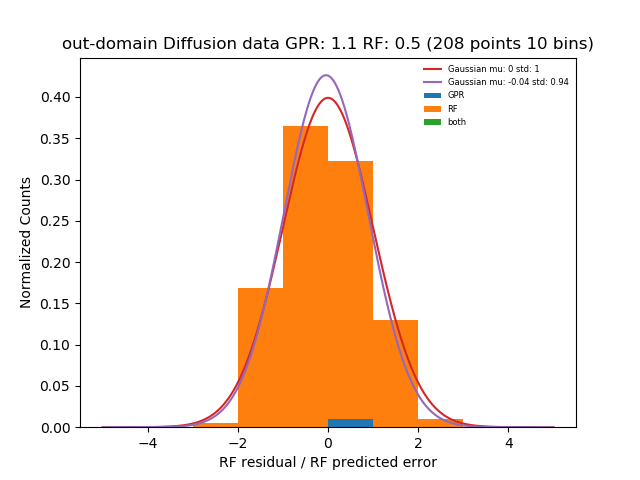 out-domain Diffusion data GPR: 1.1 RF: 0.5 (208 points 10 bins)
Gaussian mu: 0 std: 1
Gaussian mu: -0.04 std: 0.94
GPR
RF
both
Normalized Counts
0.40
0.35
0.30
0.25
0.20
0.15
0.10
0.05
0.00
−4 −2 0 2 4
RF residual / RF predicted error